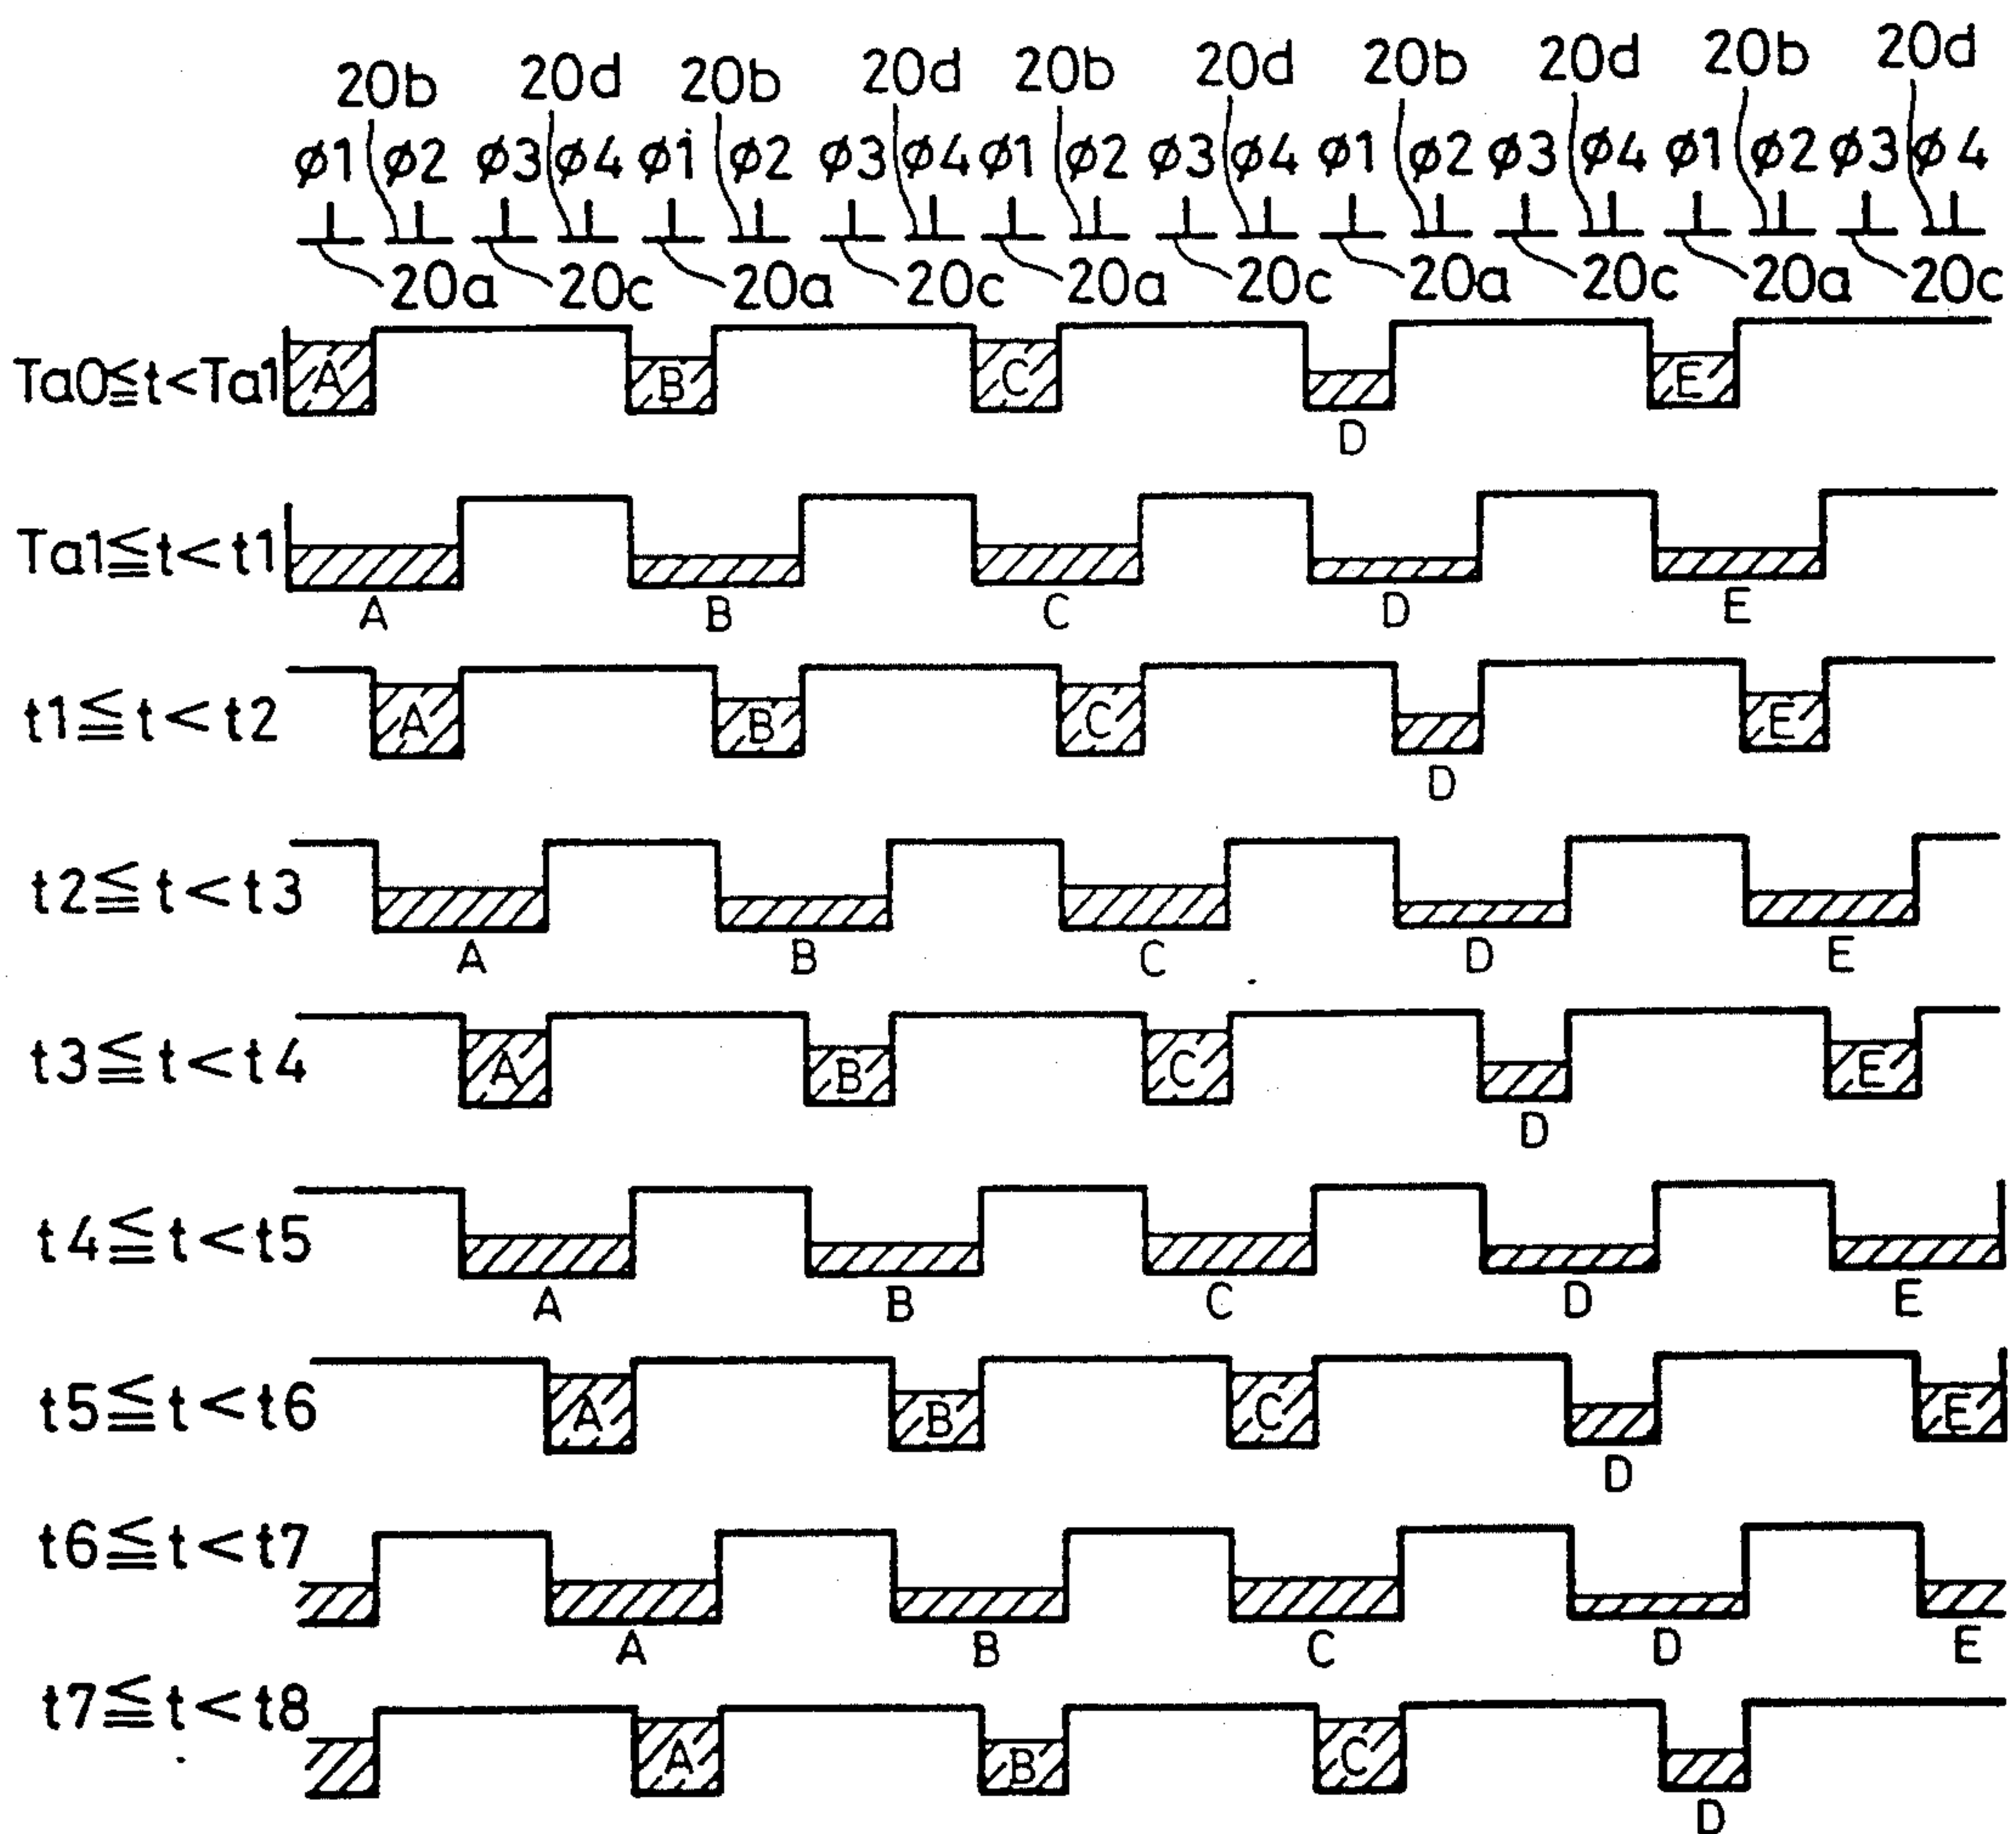 20b 20d 20b 20d 20b 20d 20b 20d 20b 20d
φ1 φ2 φ3 φ4 φi φ2 φ3 φ4 φ1 φ2 φ3 φ4 φ1 φ2 φ3 φ4 φ1 φ2 φ3 φ4
20a 20c 20a 20c 20a 20c 20a 20c 20a 20c
Ta0≦t<Ta1 A B C E
D
Ta1≦t<t1
A B C D E
t1≦t<t2 A B C E
D
t2≦t<t3
A B C D E
t3≦t<t4 A B C E
D
t4≦t<t5
A B C D E
t5≦t<t6 A B C E
D
t6≦t<t7
A B C D E
t7≦t<t8 A B C
D